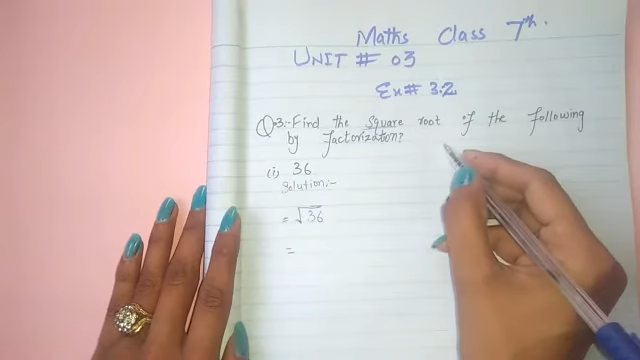 Maths Class 7th.
UNIT # 03
Ex# 3.2
Q3:- Find the square root of the following
by factorization?
(i) 36
Solution:-
= √36
=